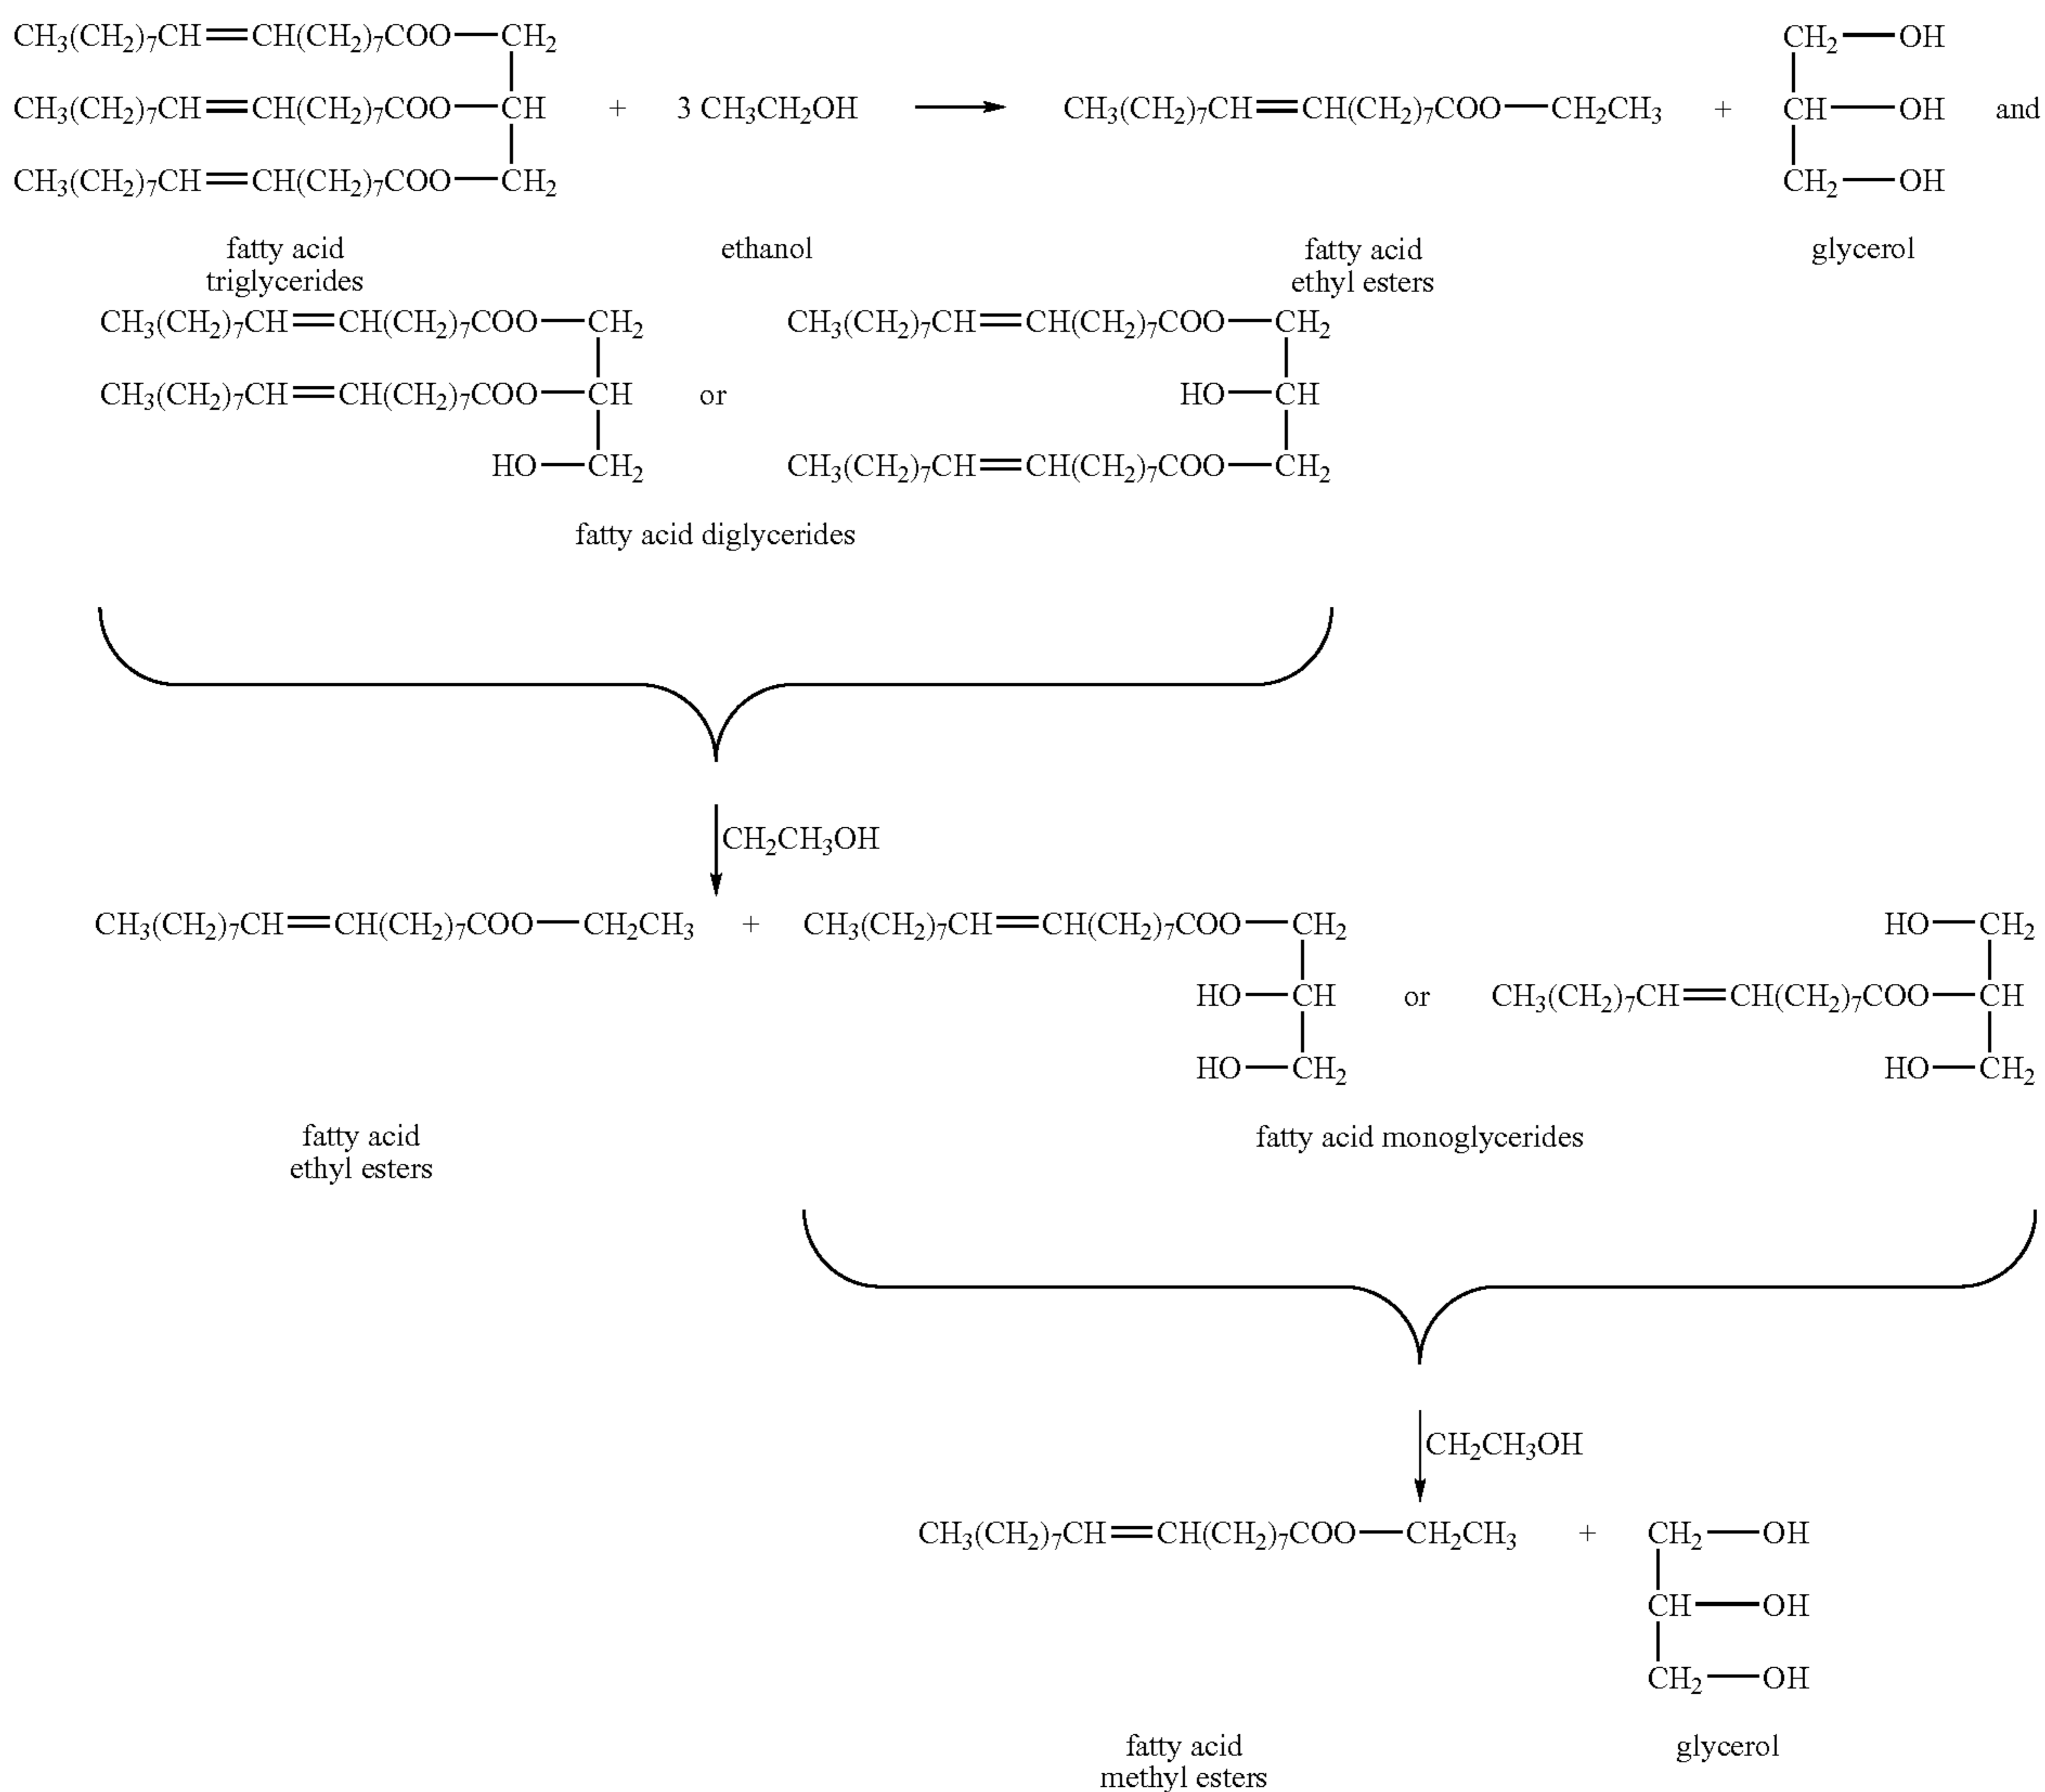 CH₃(CH₂)₇CH=CH(CH₂)₇COO—CH₂ CH₂—OH
CH₃(CH₂)₇CH=CH(CH₂)₇COO—CH + 3 CH₃CH₂OH CH₃(CH₂)₇CH=CH(CH₂)₇COO—CH₂CH₃ + CH—OH and
CH₃(CH₂)₇CH=CH(CH₂)₇COO—CH₂ CH₂—OH
fatty acid ethanol fatty acid glycerol
triglycerides ethyl esters
CH₃(CH₂)₇CH=CH(CH₂)₇COO—CH₂ CH₃(CH₂)₇CH=CH(CH₂)₇COO—CH₂
CH₃(CH₂)₇CH=CH(CH₂)₇COO—CH or HO—CH
HO—CH₂ CH₃(CH₂)₇CH=CH(CH₂)₇COO—CH₂
fatty acid diglycerides
CH₂CH₃OH
CH₃(CH₂)₇CH=CH(CH₂)₇COO—CH₂CH₃ + CH₃(CH₂)₇CH=CH(CH₂)₇COO—CH₂ HO—CH₂
HO—CH or CH₃(CH₂)₇CH=CH(CH₂)₇COO—CH
HO—CH₂ HO—CH₂
fatty acid fatty acid monoglycerides
ethyl esters
CH₂CH₃OH
CH₃(CH₂)₇CH=CH(CH₂)₇COO—CH₂CH₃ + CH₂—OH
CH—OH
CH₂—OH
fatty acid glycerol
methyl esters